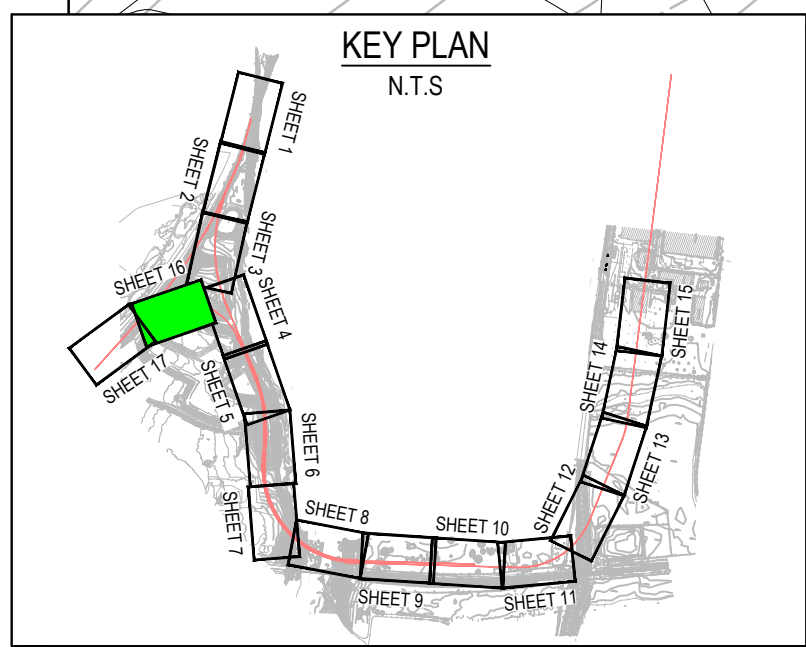 KEY PLAN
N.T.S
SHEET 1
SHEET 2
SHEET 3
SHEET 16
SHEET 4
SHEET 17
SHEET 5
SHEET 6
SHEET 7
SHEET 8
SHEET 9
SHEET 10
SHEET 11
SHEET 12
SHEET 13
SHEET 14
SHEET 15